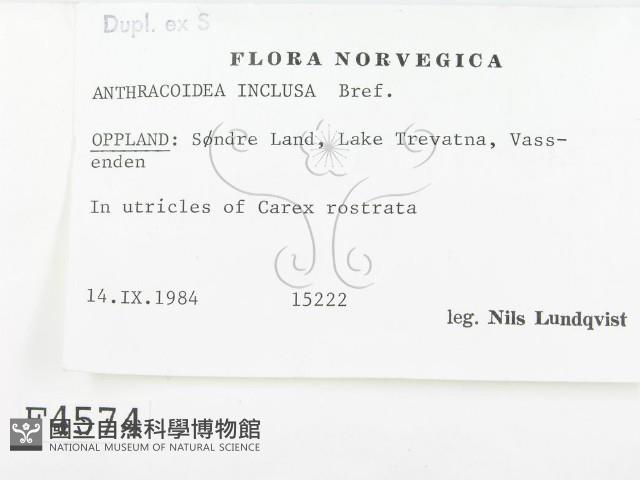 Dupl. ex S
FLORA NORVEGICA
ANTHRACOIDEA INCLUSA Bref.
OPPLAND: Søndre Land, Lake Trevatna, Vass-
enden
In utricles of Carex rostrata
14.IX.1984 15222
leg. Nils Lundqvist
F4574
國立自然科學博物館
NATIONAL MUSEUM OF NATURAL SCIENCE